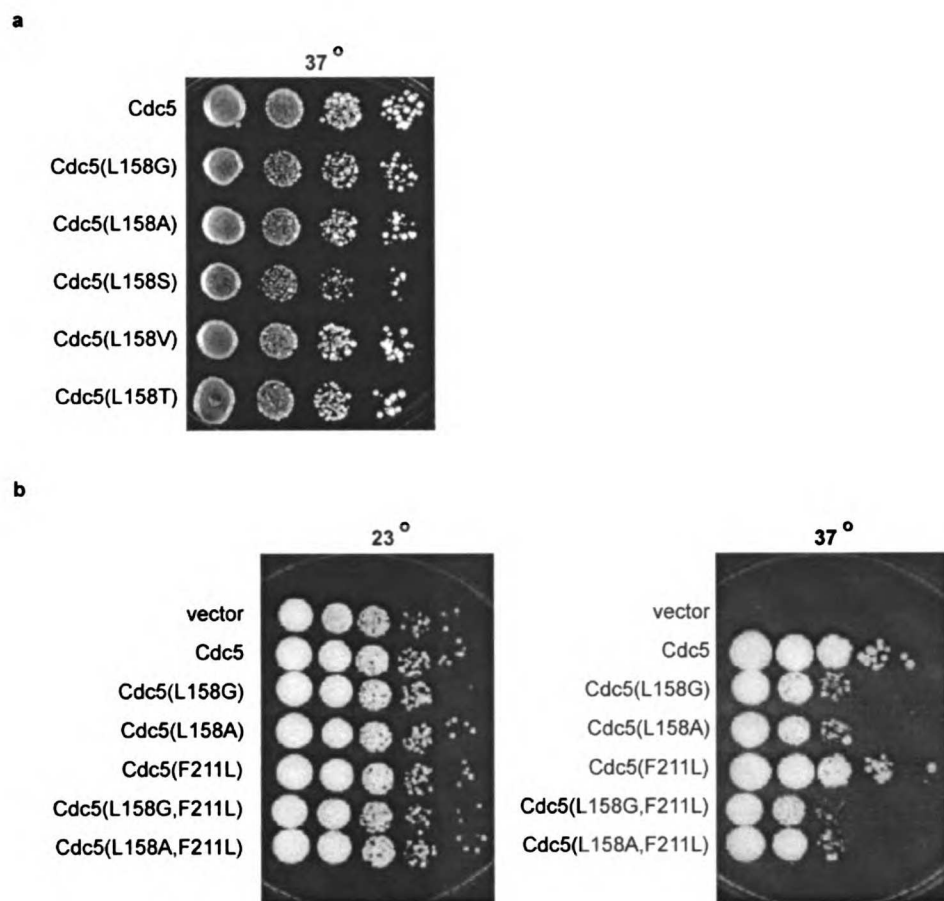 a
37 °
Cdc5
Cdc5(L158G)
Cdc5(L158A)
Cdc5(L158S)
Cdc5(L158V)
Cdc5(L158T)
b
23 °
vector
Cdc5
Cdc5(L158G)
Cdc5(L158A)
Cdc5(F211L)
Cdc5(L158G,F211L)
Cdc5(L158A,F211L)
37 °
vector
Cdc5
Cdc5(L158G)
Cdc5(L158A)
Cdc5(F211L)
Cdc5(L158G,F211L)
Cdc5(L158A,F211L)